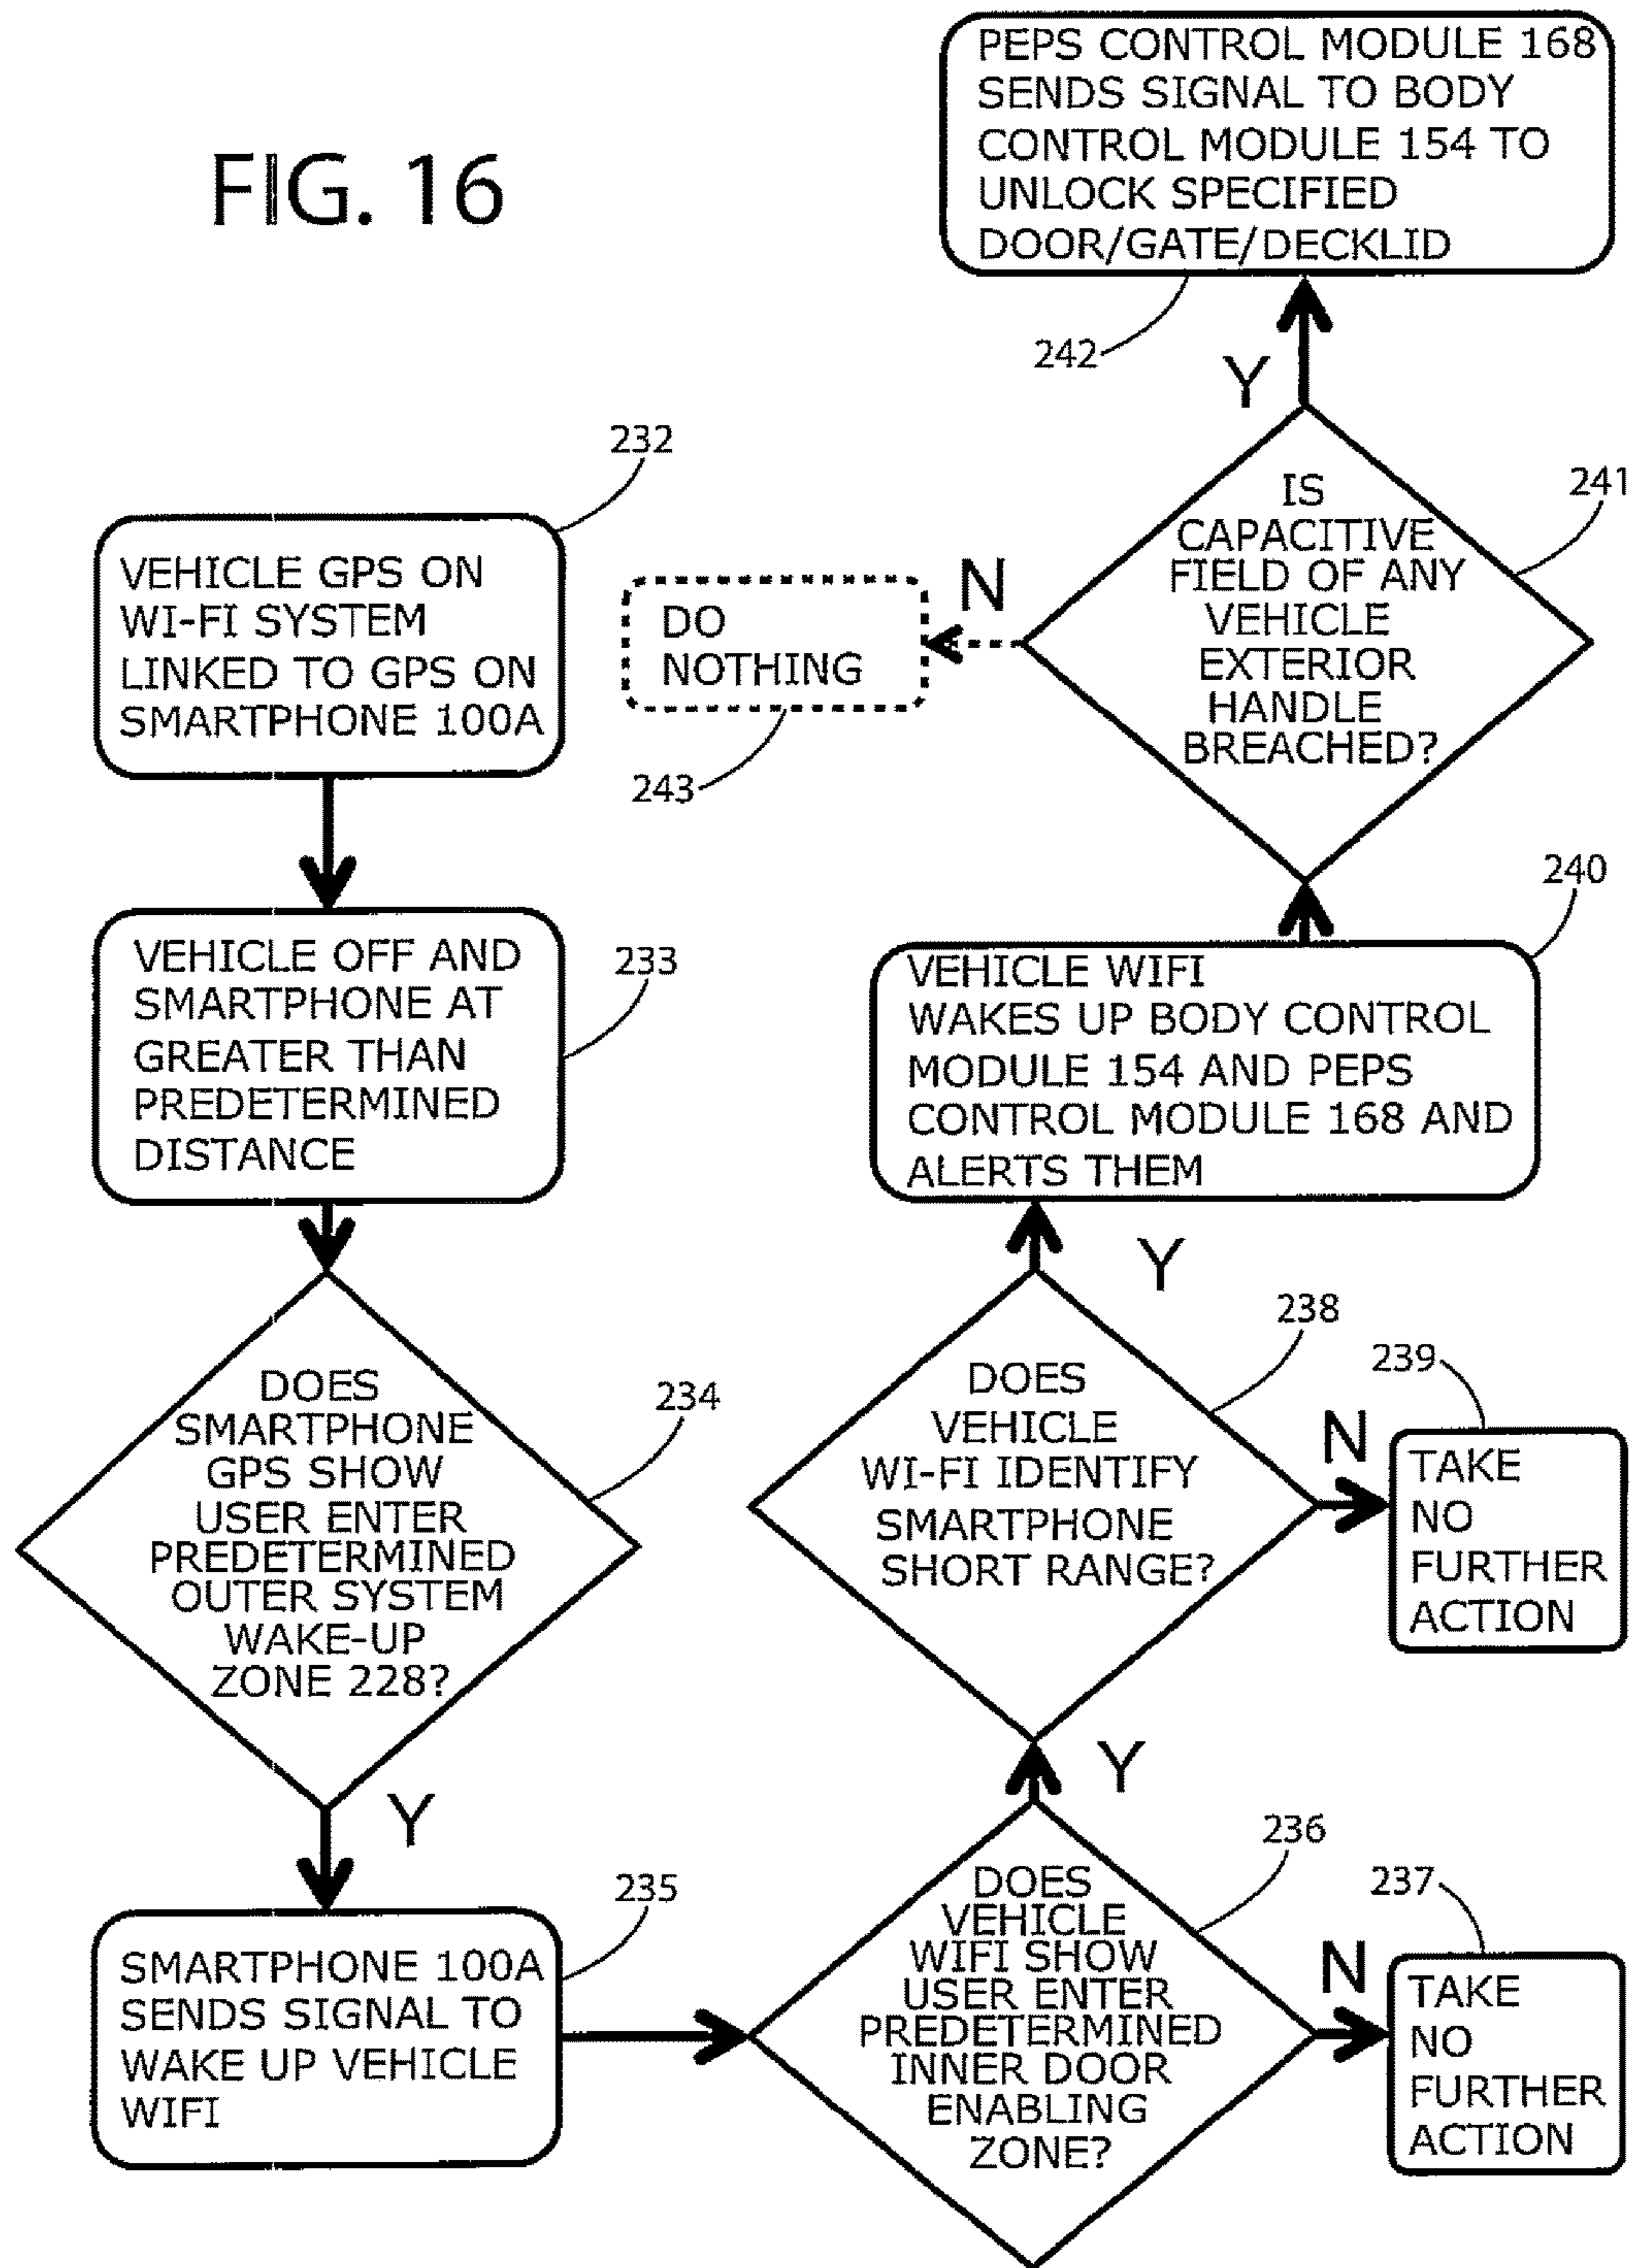 FIG. 16
232
VEHICLE GPS ON
WI-FI SYSTEM
LINKED TO GPS ON
SMARTPHONE 100A
233
VEHICLE OFF AND
SMARTPHONE AT
GREATER THAN
PREDETERMINED
DISTANCE
234
DOES
SMARTPHONE
GPS SHOW
USER ENTER
PREDETERMINED
OUTER SYSTEM
WAKE-UP
ZONE 228?
Y
235
SMARTPHONE 100A
SENDS SIGNAL TO
WAKE UP VEHICLE
WIFI
236
DOES
VEHICLE
WIFI SHOW
USER ENTER
PREDETERMINED
INNER DOOR
ENABLING
ZONE?
N
237
TAKE
NO
FURTHER
ACTION
Y
238
DOES
VEHICLE
WI-FI IDENTIFY
SMARTPHONE
SHORT RANGE?
N
239
TAKE
NO
FURTHER
ACTION
Y
240
VEHICLE WIFI
WAKES UP BODY CONTROL
MODULE 154 AND PEPS
CONTROL MODULE 168 AND
ALERTS THEM
241
IS
CAPACITIVE
FIELD OF ANY
VEHICLE
EXTERIOR
HANDLE
BREACHED?
N
DO
NOTHING
243
Y
242
PEPS CONTROL MODULE 168
SENDS SIGNAL TO BODY
CONTROL MODULE 154 TO
UNLOCK SPECIFIED
DOOR/GATE/DECKLID